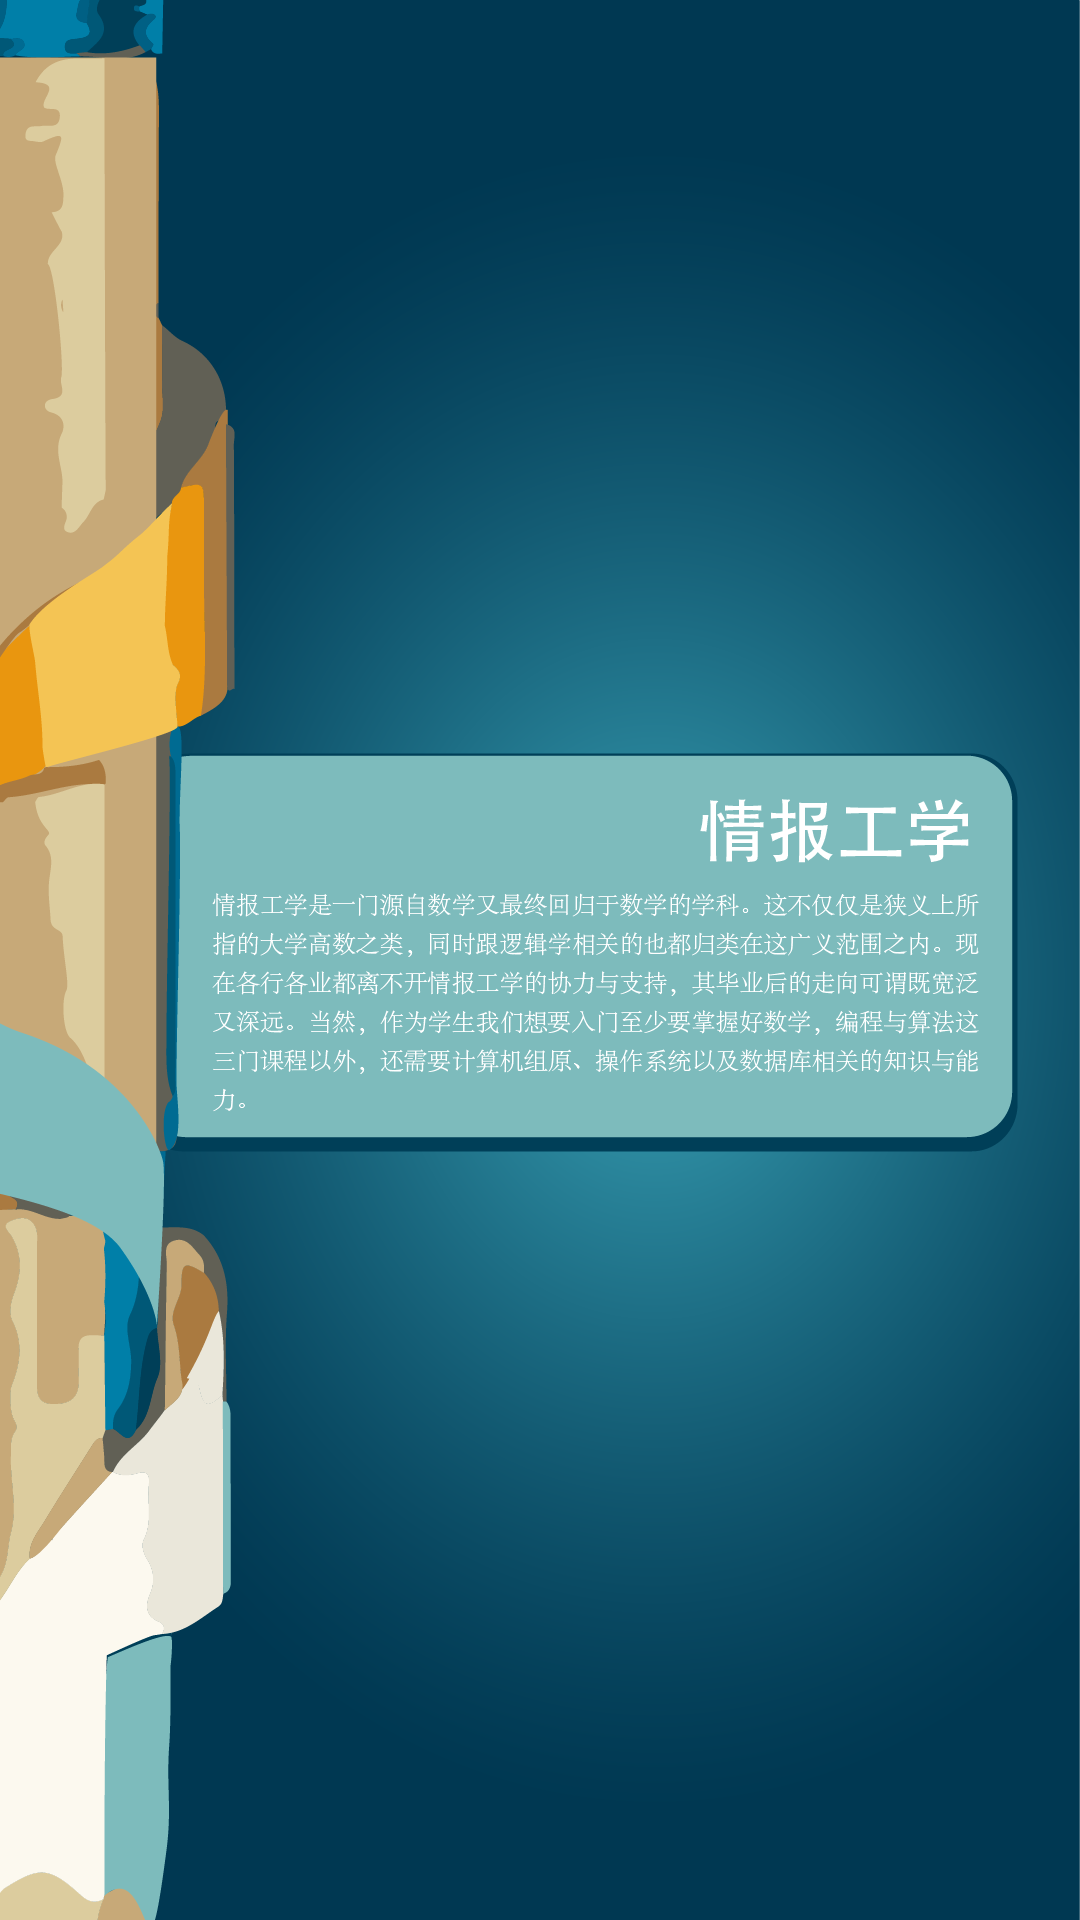 情报工学
情报工学是一门源自数学又最终回归于数学的学科。这不仅仅是狭义上所
指的大学高数之类，同时跟逻辑学相关的也都归类在这广义范围之内。现
在各行各业都离不开情报工学的协力与支持，其毕业后的走向可谓既宽泛
又深远。当然，作为学生我们想要入门至少要掌握好数学，编程与算法这
三门课程以外，还需要计算机组原、操作系统以及数据库相关的知识与能
力。